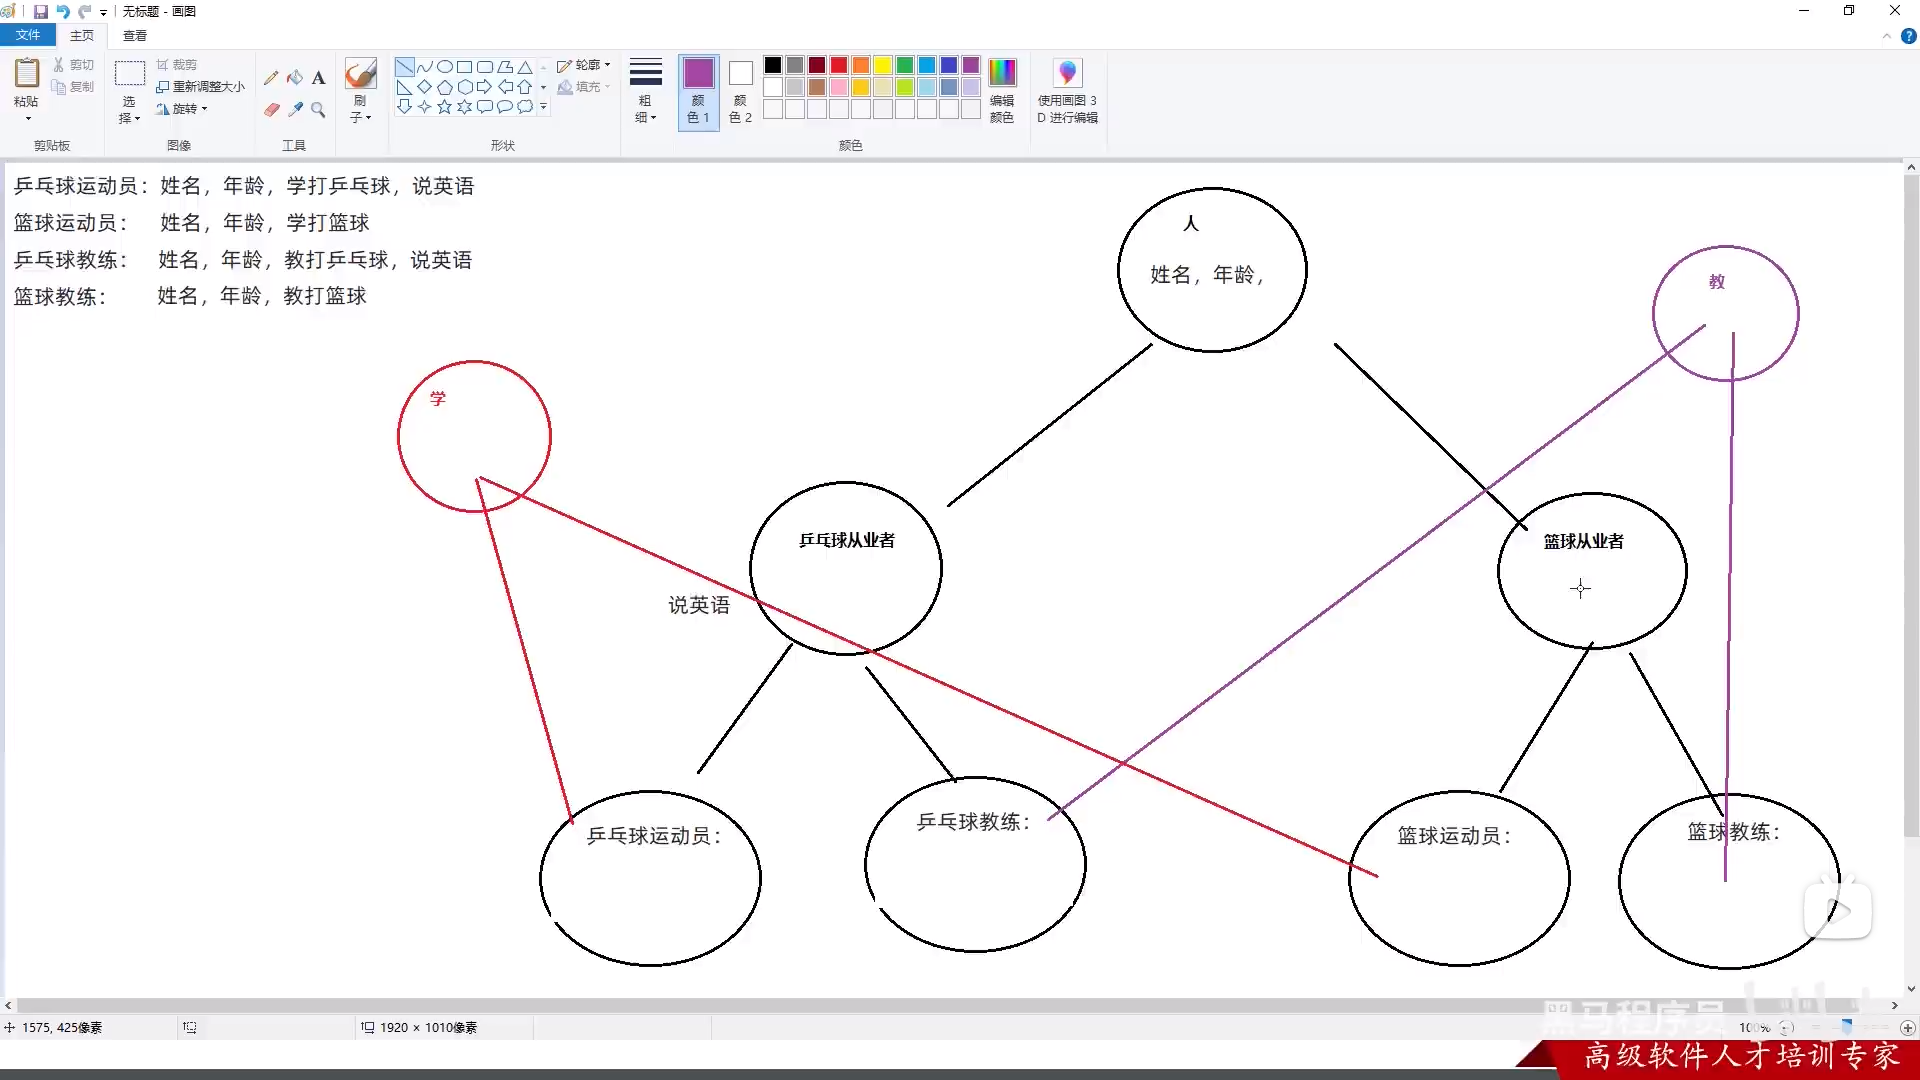 无标题 - 画图
文件 主页 查看
粘贴
剪切
复制
剪贴板
选择
裁剪
重新调整大小
旋转
图像
A
工具
刷子
轮廓
填充
形状
粗细
颜色 1
颜色 2
颜色
编辑颜色
使用画图 3D 进行编辑
乒乓球运动员：姓名，年龄，学打乒乓球，说英语
篮球运动员： 姓名，年龄，学打篮球
乒乓球教练： 姓名，年龄，教打乒乓球，说英语
篮球教练： 姓名，年龄，教打篮球
人
姓名，年龄，
教
学
乒乓球从业者
篮球从业者
说英语
乒乓球运动员：
乒乓球教练：
篮球运动员：
篮球教练：
1575, 425像素
1920 × 1010像素
100%
黑马程序员
高级软件人才培训专家